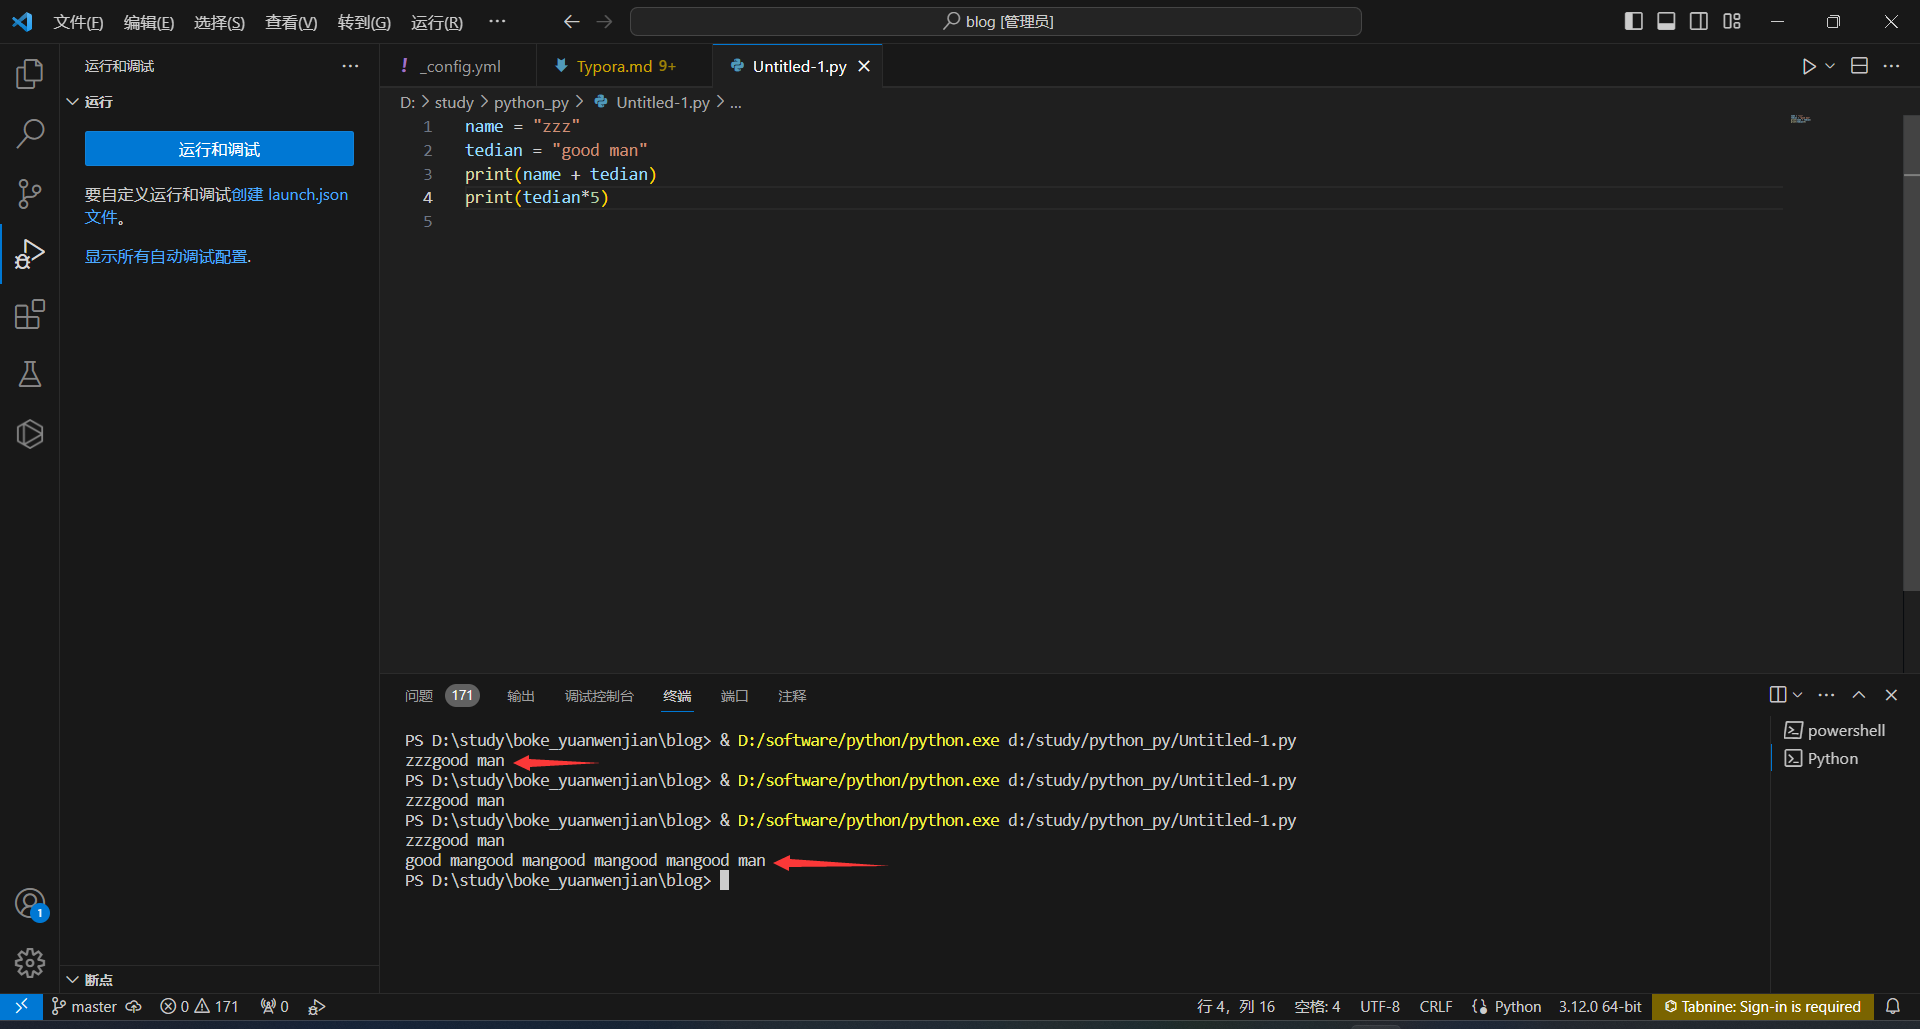 文件(F) 编辑(E) 选择(S) 查看(V) 转到(G) 运行(R) ··· blog [管理员]
运行和调试 ···
运行
运行和调试
要自定义运行和调试创建 launch.json
文件。
显示所有自动调试配置.
! _config.yml Typora.md 9+ Untitled-1.py
D: > study > python_py > Untitled-1.py > ...
1 name = "zzz"
2 tedian = "good man"
3 print(name + tedian)
4 print(tedian*5)
5
问题 171 输出 调试控制台 终端 端口 注释
PS D:\study\boke_yuanwenjian\blog> & D:/software/python/python.exe d:/study/python_py/Untitled-1.py
zzzgood man
PS D:\study\boke_yuanwenjian\blog> & D:/software/python/python.exe d:/study/python_py/Untitled-1.py
zzzgood man
PS D:\study\boke_yuanwenjian\blog> & D:/software/python/python.exe d:/study/python_py/Untitled-1.py
zzzgood man
good mangood mangood mangood mangood man
PS D:\study\boke_yuanwenjian\blog>
powershell
Python
1
断点
master 0 171 0 行 4，列 16 空格: 4 UTF-8 CRLF Python 3.12.0 64-bit Tabnine: Sign-in is required